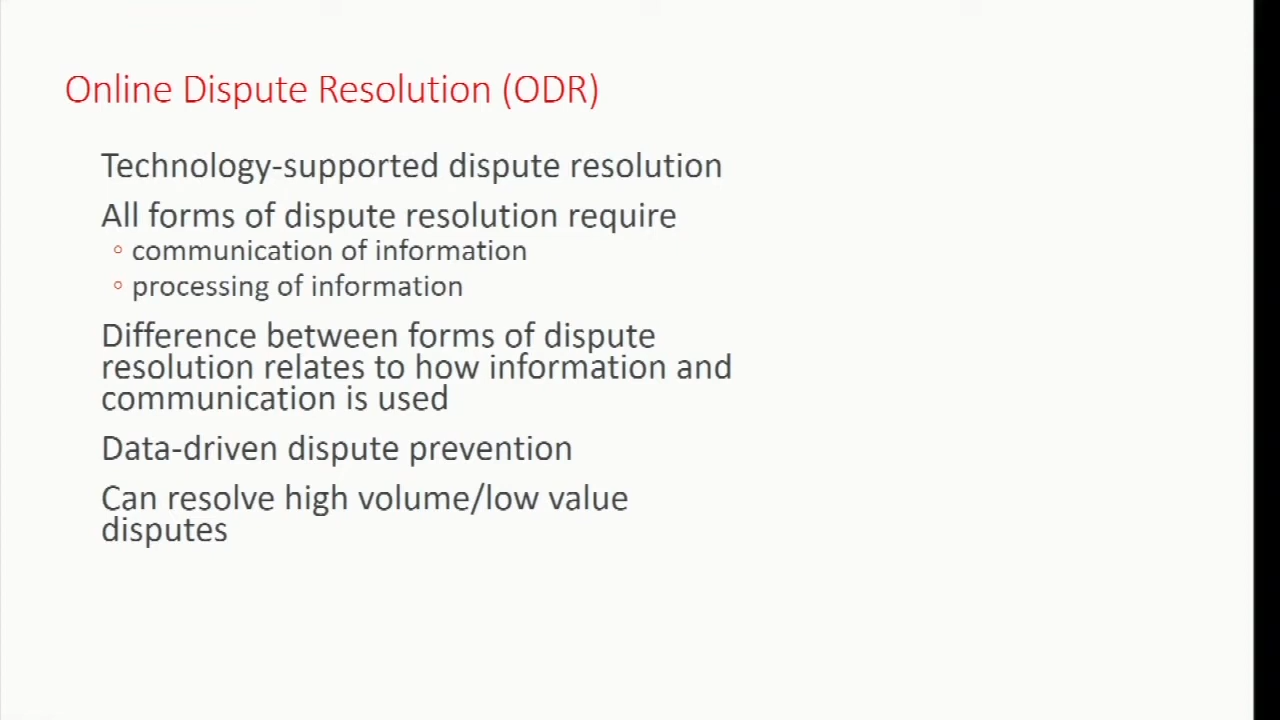 Online Dispute Resolution (ODR)
Technology-supported dispute resolution
All forms of dispute resolution require
◦ communication of information
◦ processing of information
Difference between forms of dispute
resolution relates to how information and
communication is used
Data-driven dispute prevention
Can resolve high volume/low value
disputes